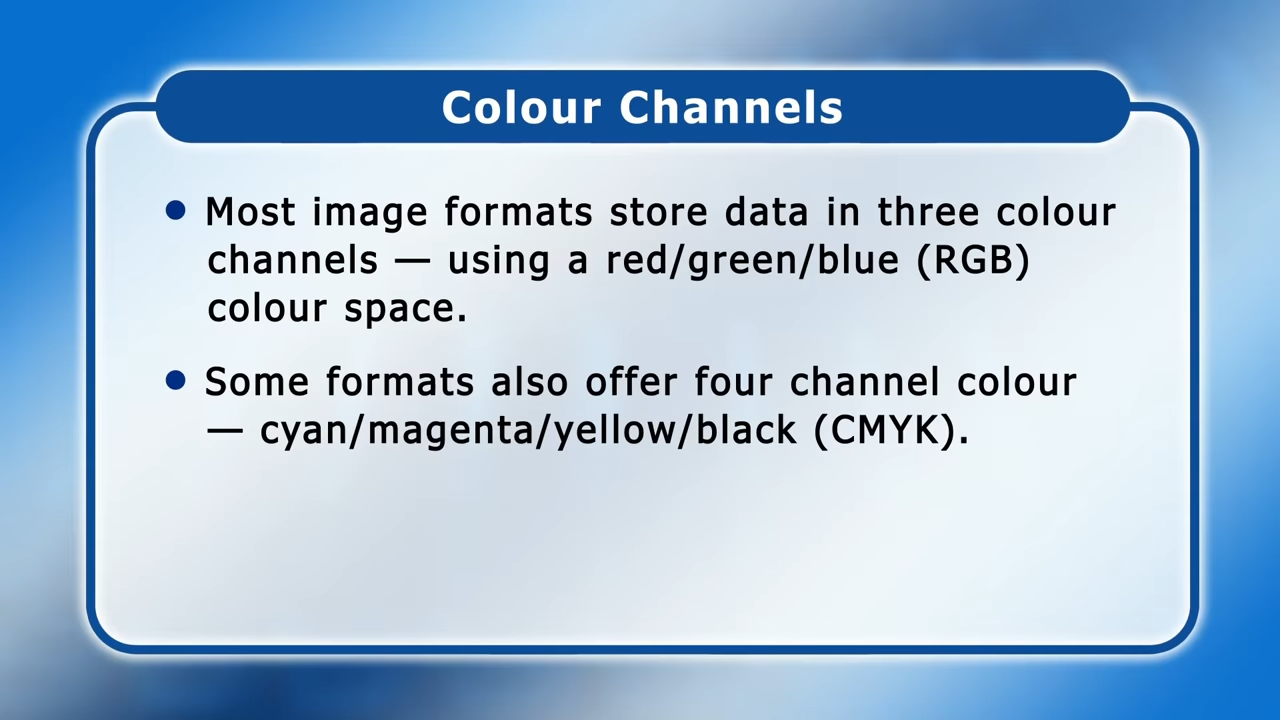 Colour Channels
• Most image formats store data in three colour
channels — using a red/green/blue (RGB)
colour space.
• Some formats also offer four channel colour
— cyan/magenta/yellow/black (CMYK).